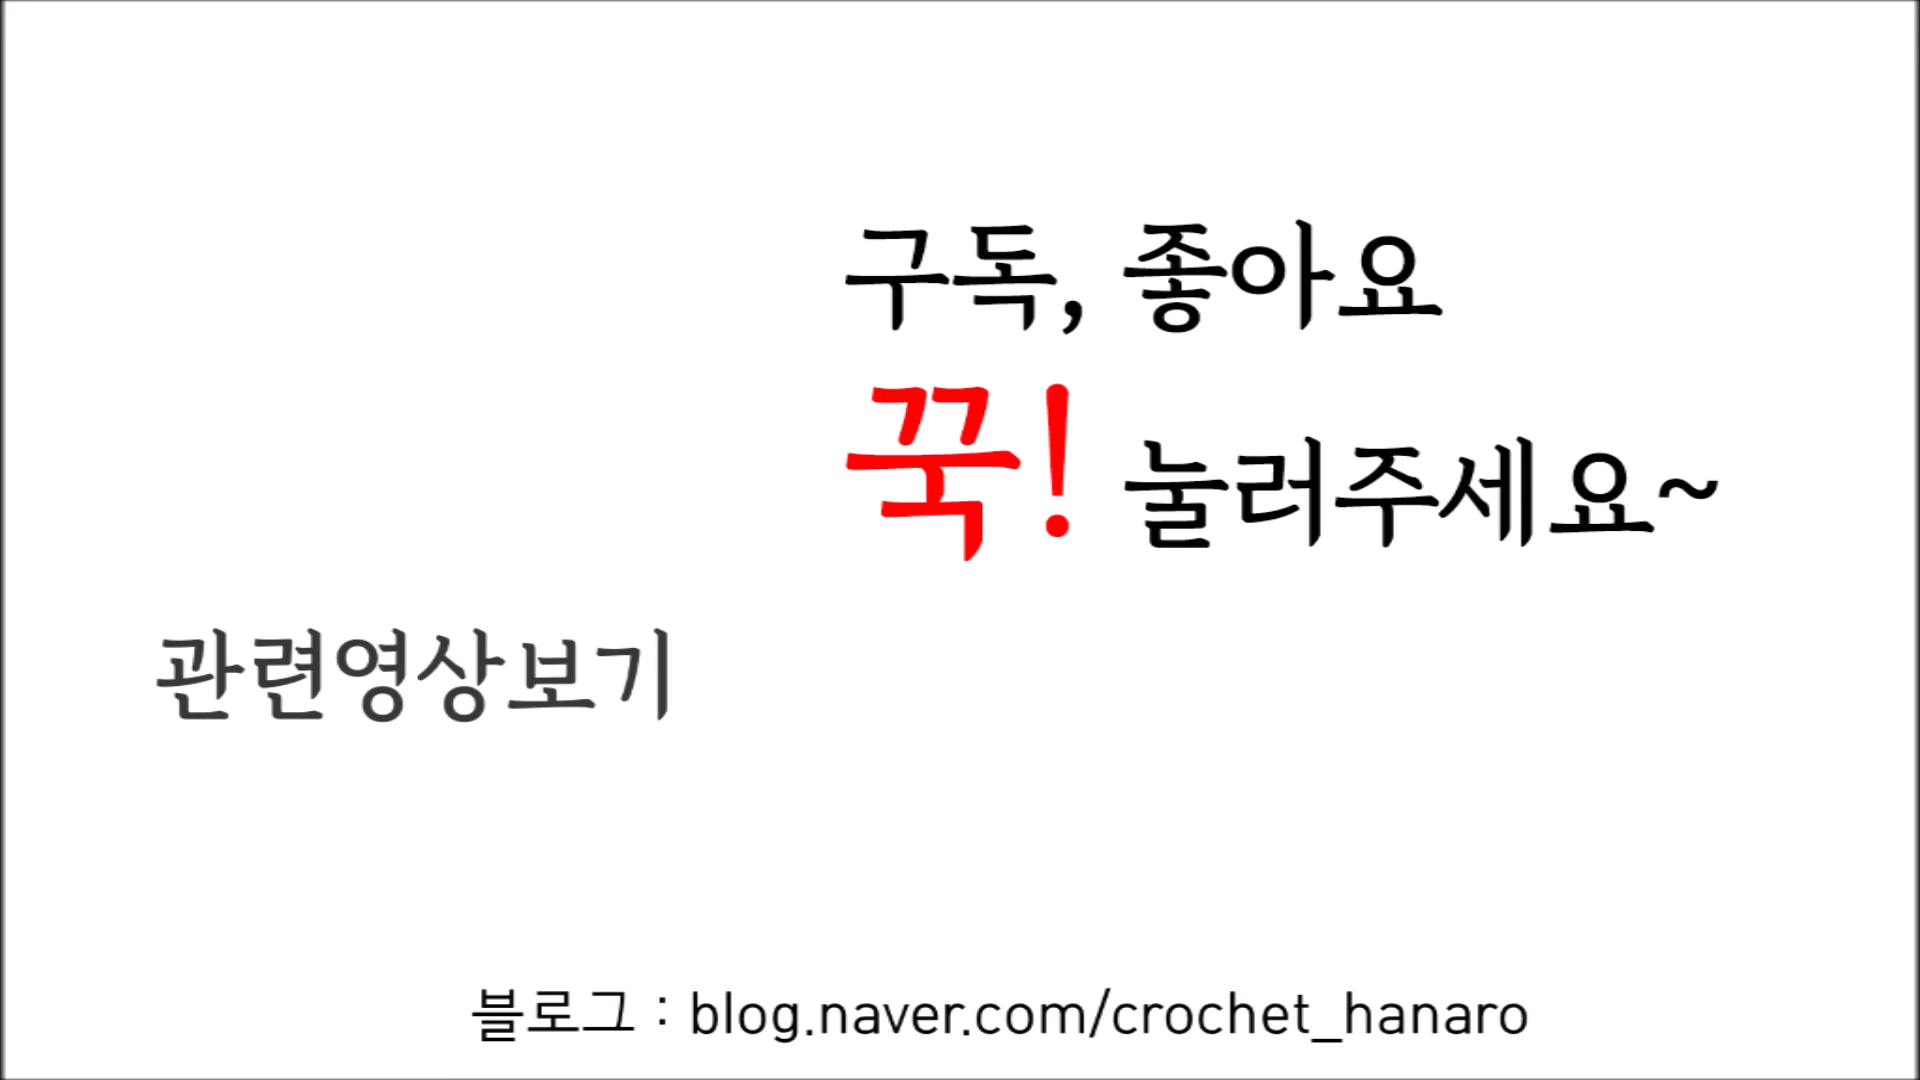 구독, 좋아요
꾹! 눌러주세요~
관련영상보기
블로그 : blog.naver.com/crochet_hanaro